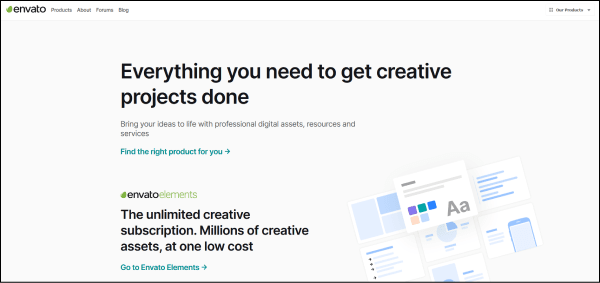 envato Products About Forums Blog Our Products
Everything you need to get creative
projects done
Bring your ideas to life with professional digital assets, resources and
services
Find the right product for you →
envato elements
The unlimited creative
subscription. Millions of creative
assets, at one low cost
Go to Envato Elements →
Aa